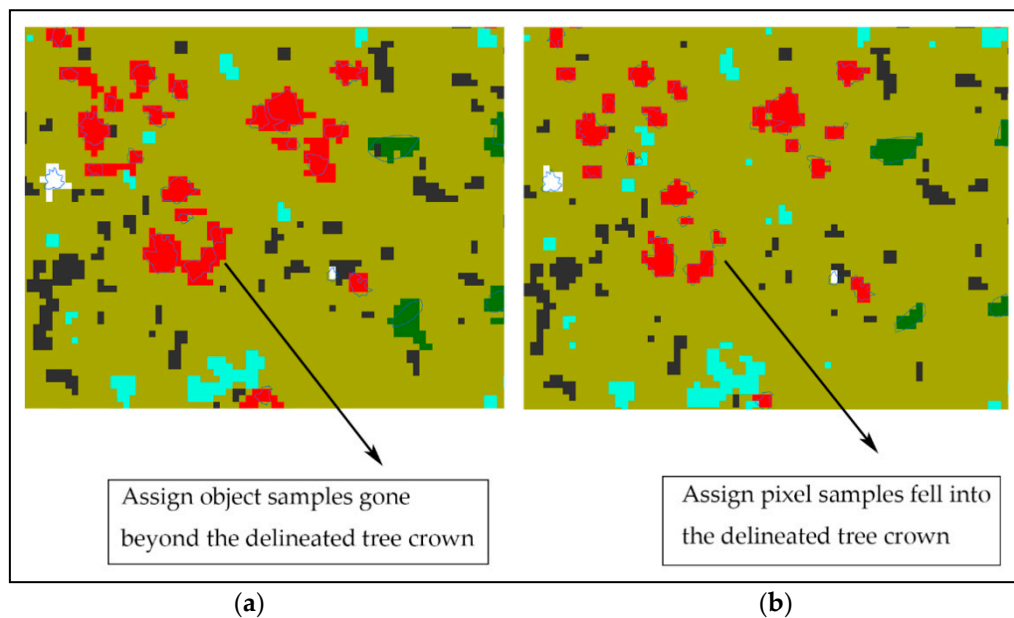 Assign object samples gone
beyond the delineated tree crown
Assign pixel samples fell into
the delineated tree crown
(a)
(b)